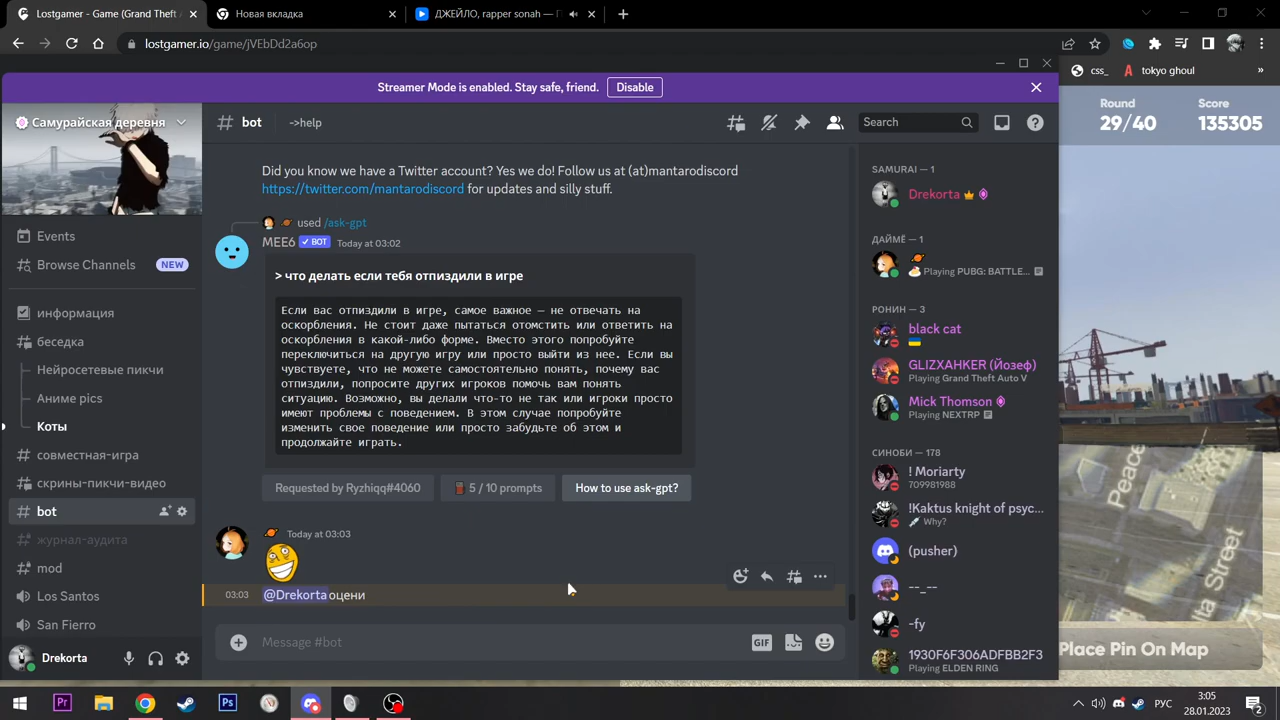 Lostgamer - Game (Grand Theft
Новая вкладка
ДЖЕЙЛО, rapper sonah — П
lostgamer.io/game/jVEbDd2a6op
css_
tokyo ghoul
Streamer Mode is enabled. Stay safe, friend.
Disable
Round
Score
29/40
135305
Самурайская деревня
bot
->help
Search
Events
Browse Channels
NEW
информация
беседка
Нейросетевые пикчи
Аниме pics
Коты
совместная-игра
скрины-пикчи-видео
bot
журнал-аудита
mod
Los Santos
San Fierro
Drekorta
Did you know we have a Twitter account? Yes we do! Follow us at (at)mantarodiscord
https://twitter.com/mantarodiscord for updates and silly stuff.
used /ask-gpt
MEE6 BOT Today at 03:02
> что делать если тебя отпиздили в игре
Если вас отпиздили в игре, самое важное — не отвечать на
оскорбления. Не стоит даже пытаться отомстить или ответить на
оскорбления в какой-либо форме. Вместо этого попробуйте
переключиться на другую игру или просто выйти из нее. Если вы
чувствуете, что не можете самостоятельно понять, почему вас
отпиздили, попросите других игроков помочь вам понять
ситуацию. Возможно, вы делали что-то не так или игроки просто
имеют проблемы с поведением. В этом случае попробуйте
изменить свое поведение или просто забудьте об этом и
продолжайте играть.
Requested by Ryzhiqq#4060
5 / 10 prompts
How to use ask-gpt?
Today at 03:03
03:03
@Drekorta оцени
Message #bot
GIF
SAMURAI — 1
Drekorta
ДАЙМЁ — 1
Playing PUBG: BATTLE...
РОНИН — 3
black cat
GLIZXAHKER (Йозеф)
Playing Grand Theft Auto V
Mick Thomson
Playing NEXTRP
СИНОБИ — 178
! Moriarty
709981988
!Kaktus knight of psyc...
Why?
(pusher)
--_--
-fy
1930F6F306ADFBB2F3
Playing ELDEN RING
Peace
Street
Place Pin On Map
Pr
Ps
РУС
3:05
28.01.2023
2